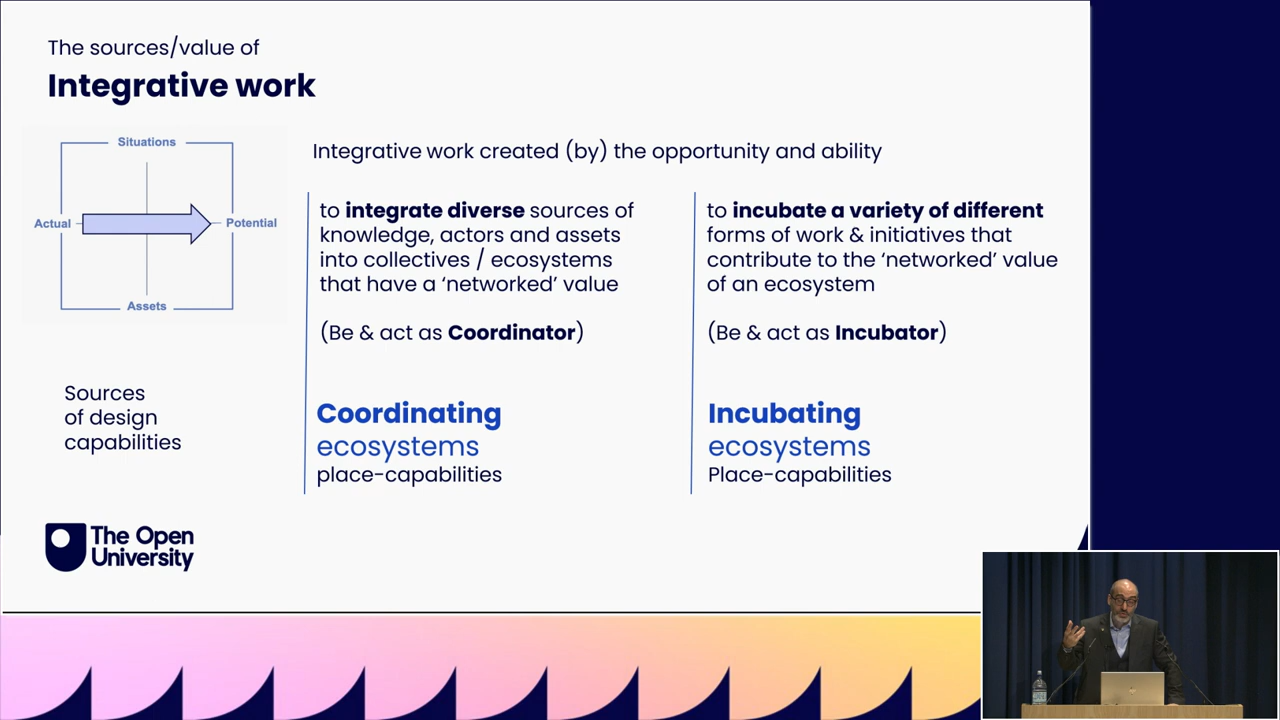 The sources/value of
Integrative work
Situations
Actual
Potential
Assets
Integrative work created (by) the opportunity and ability
to integrate diverse sources of
knowledge, actors and assets
into collectives / ecosystems
that have a ‘networked’ value
(Be & act as Coordinator)
to incubate a variety of different
forms of work & initiatives that
contribute to the ‘networked’ value
of an ecosystem
(Be & act as Incubator)
Sources
of design
capabilities
Coordinating
ecosystems
place-capabilities
Incubating
ecosystems
Place-capabilities
The Open
University